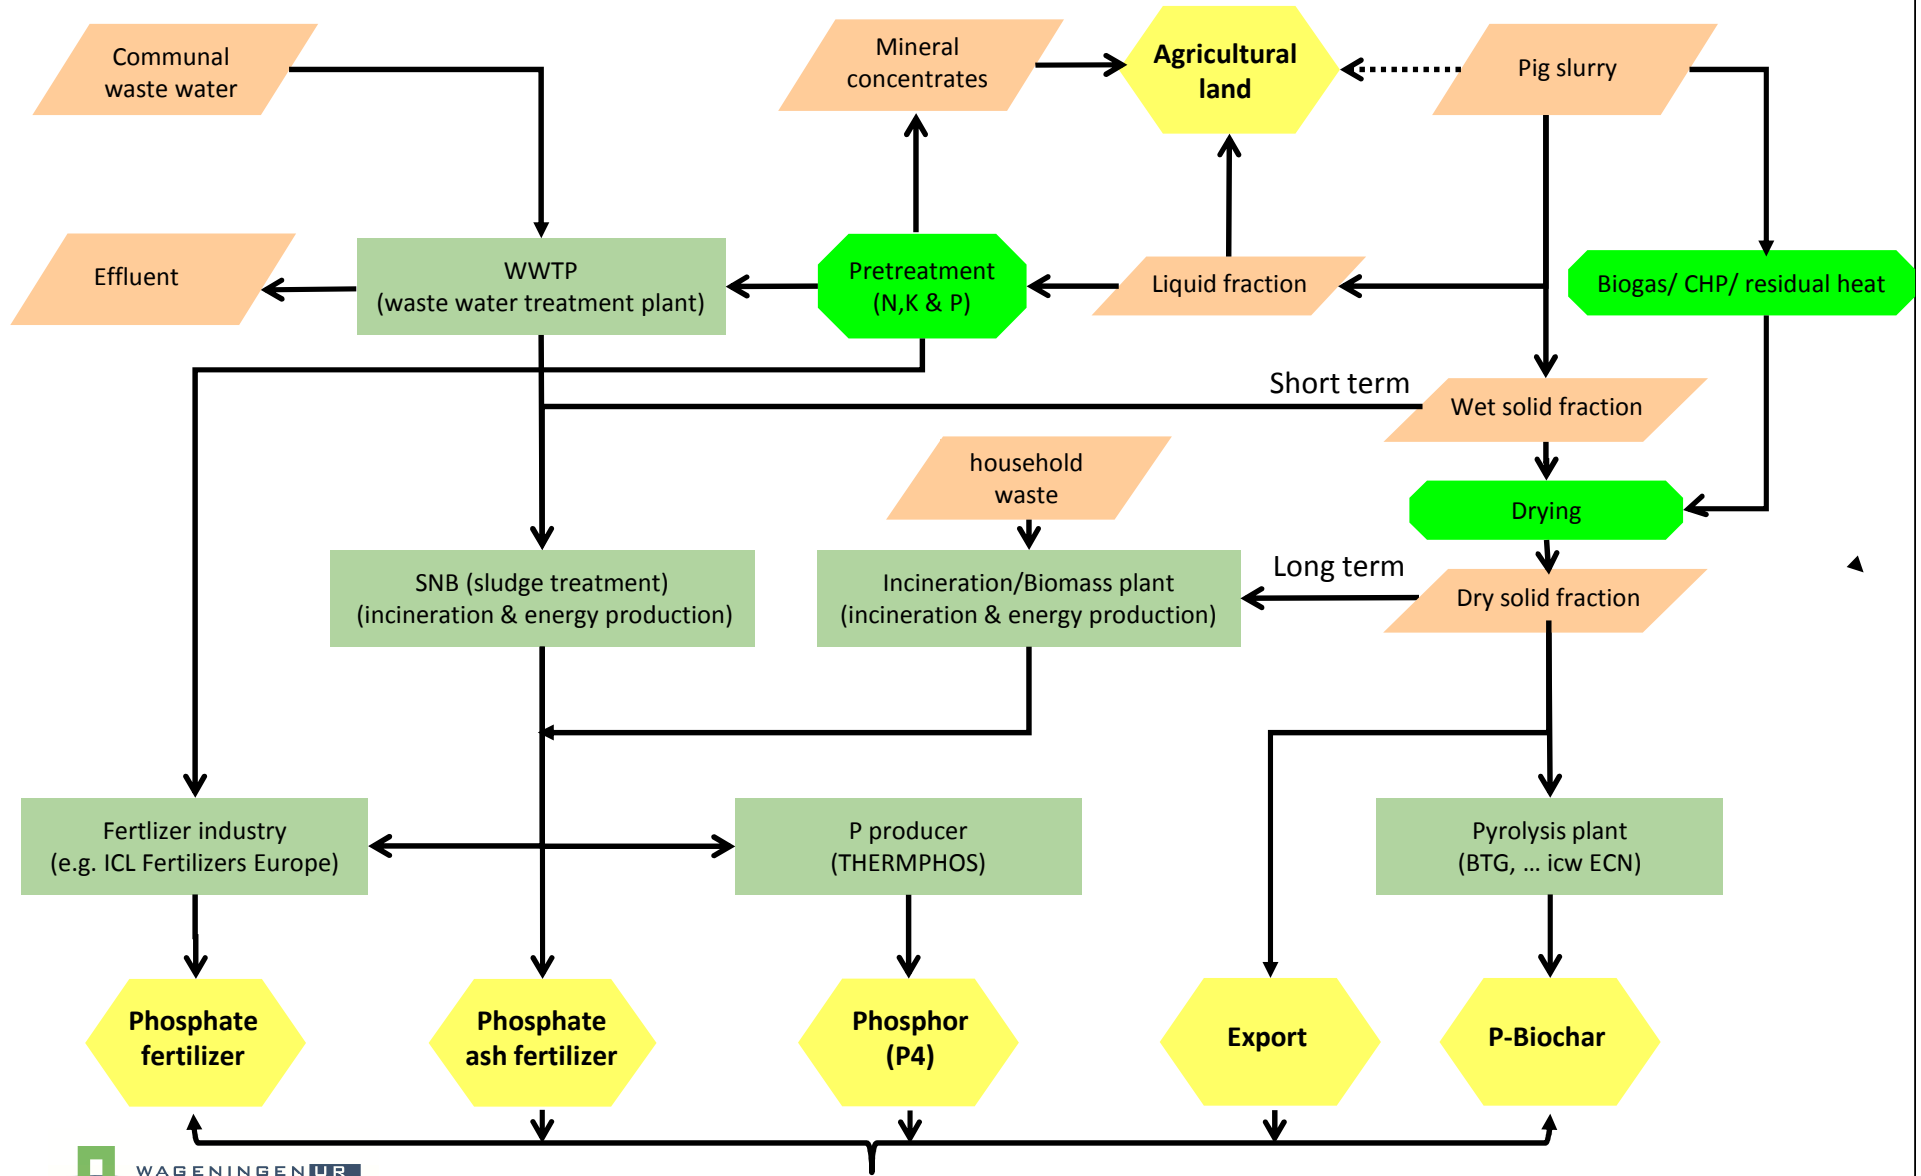 Communal
waste water
Mineral
concentrates
Agricultural
land
Pig slurry
Effluent
WWTP
(waste water treatment plant)
Pretreatment
(N,K & P)
Liquid fraction
Biogas/ CHP/ residual heat
Short term
Wet solid fraction
household
waste
Drying
SNB (sludge treatment)
(incineration & energy production)
Incineration/Biomass plant
(incineration & energy production)
Long term
Dry solid fraction
Fertlizer industry
(e.g. ICL Fertilizers Europe)
P producer
(THERMPHOS)
Pyrolysis plant
(BTG, ... icw ECN)
Phosphate
fertilizer
Phosphate
ash fertilizer
Phosphor
(P4)
Export
P-Biochar
WAGENINGEN UR